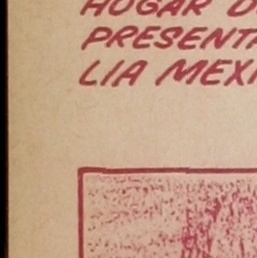 HOGAR D
PRESENTA
LIA MEXI